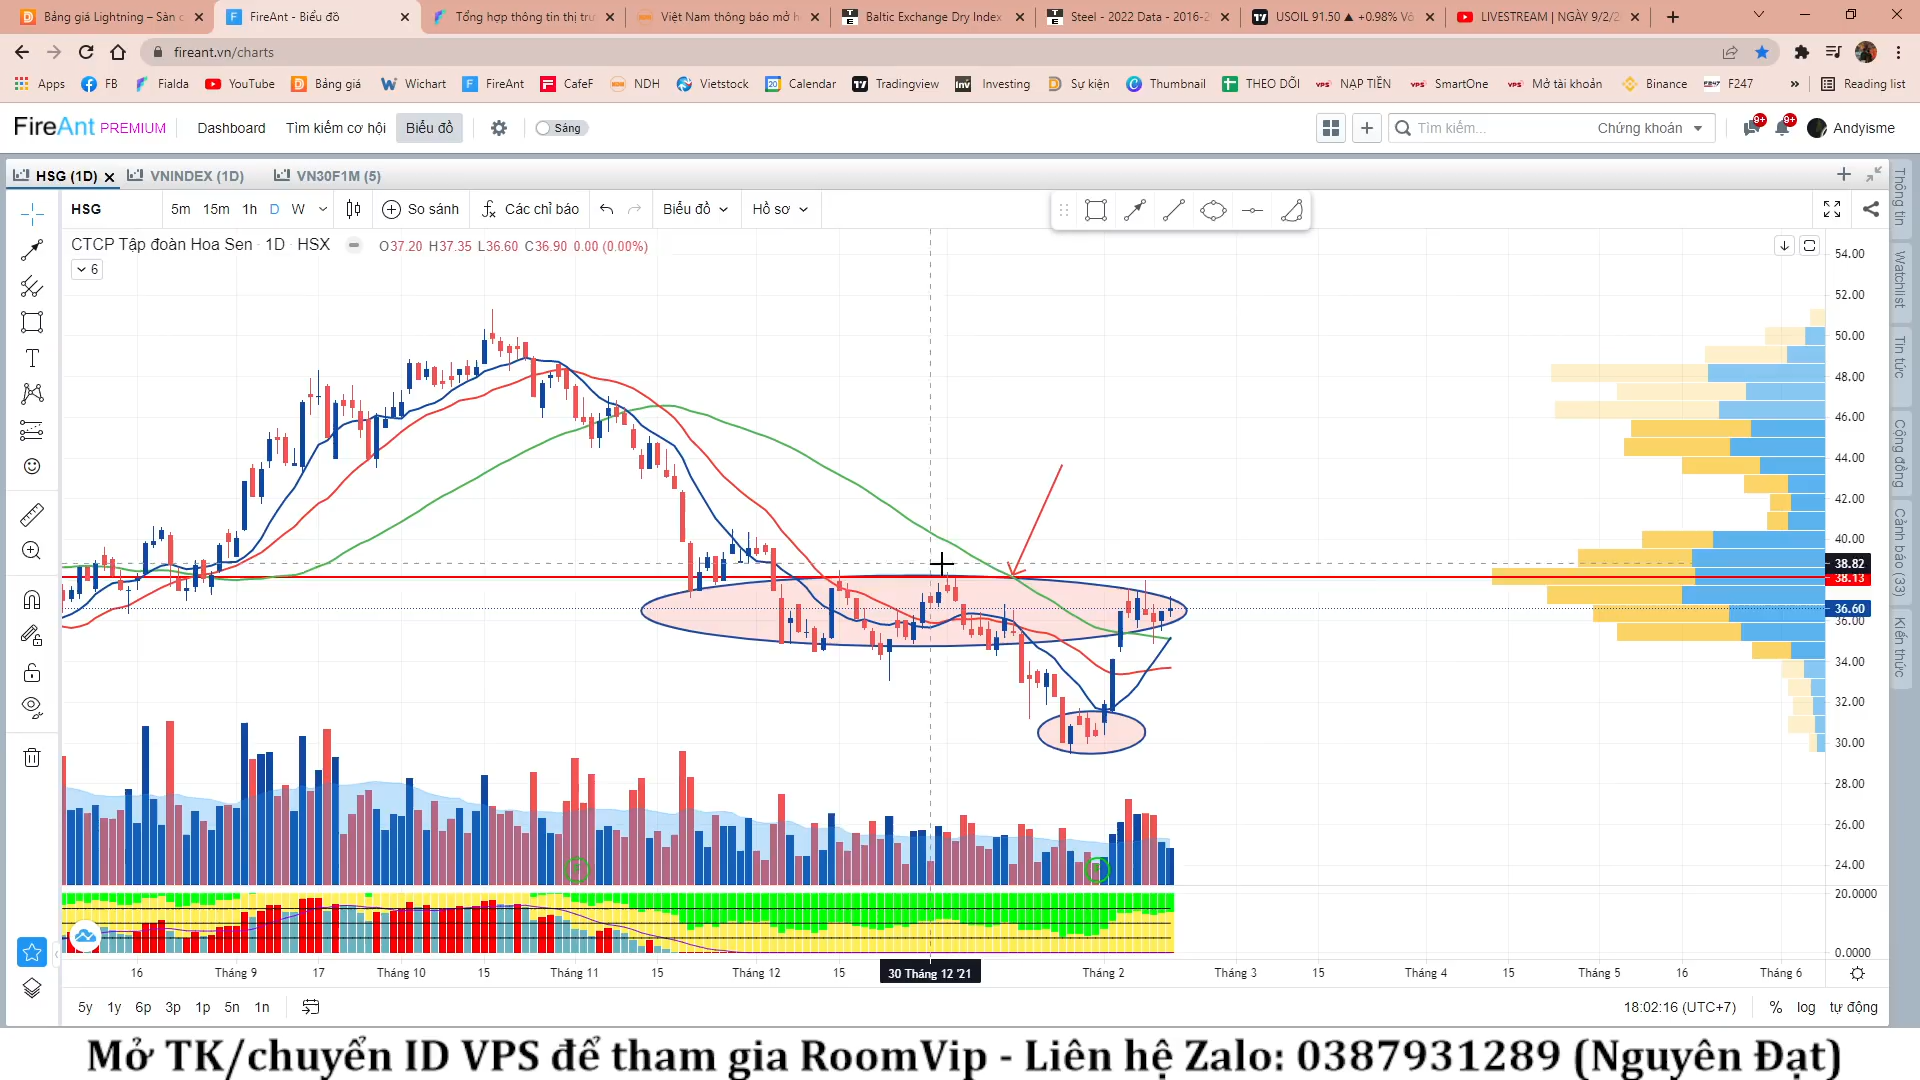 Bảng giá Lightning – Sàn c
FireAnt - Biểu đồ
Tổng hợp thông tin thị trư
Việt Nam thông báo mở h
Baltic Exchange Dry Index
Steel - 2022 Data - 2016-2
USOIL 91.50 ▲ +0.98% Vô
LIVESTREAM | NGÀY 9/2/2
fireant.vn/charts
Apps FB Fialda YouTube Bảng giá Wichart FireAnt CafeF NDH Vietstock Calendar Tradingview Investing Sự kiện Thumbnail THEO DÕI NẠP TIỀN SmartOne Mở tài khoản Binance F247 » Reading list
FireAnt PREMIUM Dashboard Tìm kiếm cơ hội Biểu đồ Sáng Tìm kiếm... Chứng khoán 9+ 9+ Andyisme
HSG (1D) VNINDEX (1D) VN30F1M (5)
HSG 5m 15m 1h D W So sánh Các chỉ báo Biểu đồ Hồ sơ
CTCP Tập đoàn Hoa Sen · 1D · HSX O37.20 H37.35 L36.60 C36.90 0.00 (0.00%)
6
54.00
52.00
50.00
48.00
46.00
44.00
42.00
40.00
38.82
38.13
36.60
36.00
34.00
32.00
30.00
28.00
26.00
24.00
20.0000
0.0000
Thông tin
Watchlist
Tin tức
Cộng đồng
Cảnh báo (33)
Kiến thức
16 Tháng 9 17 Tháng 10 15 Tháng 11 15 Tháng 12 15 30 Tháng 12 '21 Tháng 2 15 Tháng 3 15 Tháng 4 15 Tháng 5 16 Tháng 6
5y 1y 6p 3p 1p 5n 1n 18:02:16 (UTC+7) % log tự động
Mở TK/chuyển ID VPS để tham gia RoomVip - Liên hệ Zalo: 0387931289 (Nguyên Đạt)